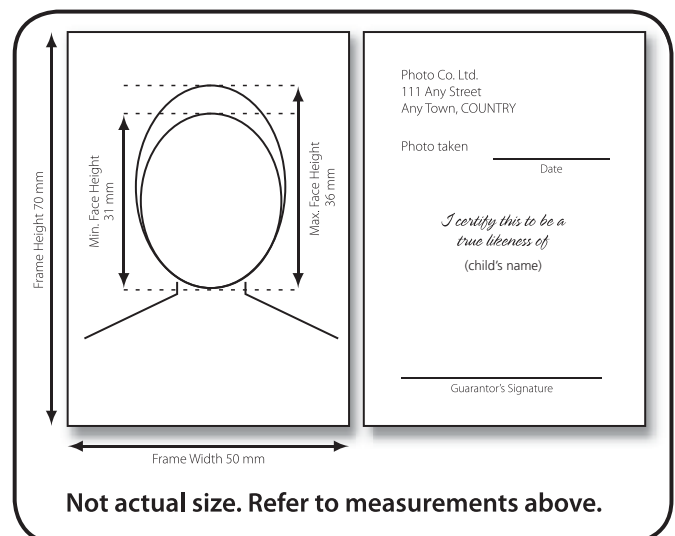 Frame Height 70 mm
Min. Face Height
31 mm
Max. Face Height
36 mm
Frame Width 50 mm
Photo Co. Ltd.
111 Any Street
Any Town, COUNTRY
Photo taken
Date
I certify this to be a
true likeness of
(child's name)
Guarantor's Signature
Not actual size. Refer to measurements above.